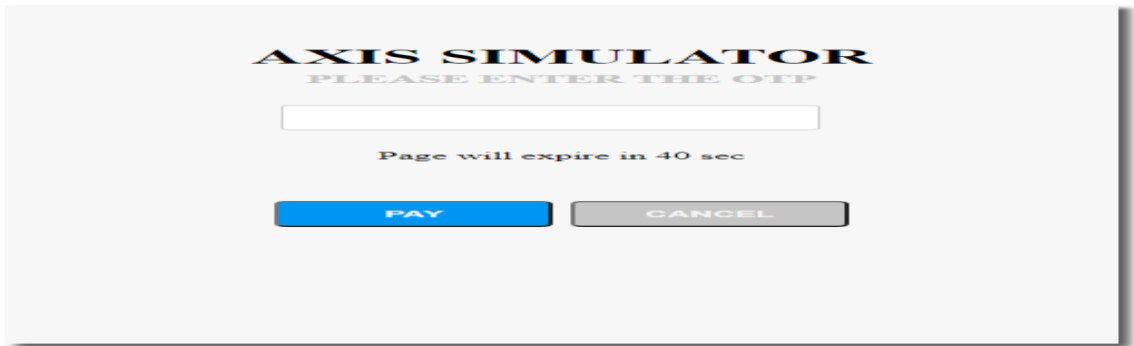 AXIS SIMULATOR
PLEASE ENTER THE OTP
Page will expire in 40 sec
PAY CANCEL